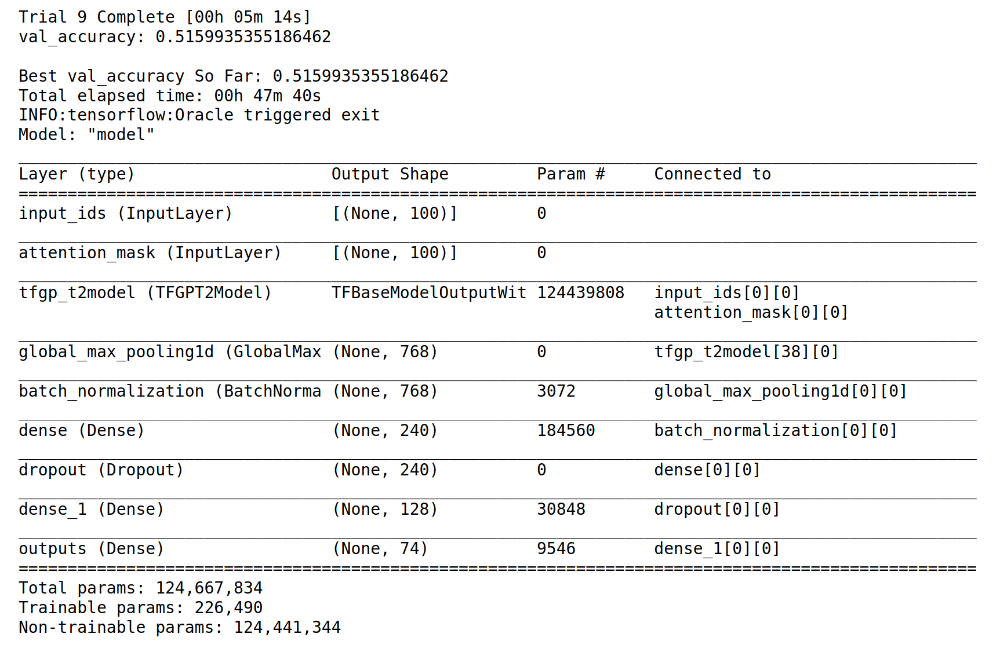 Trial 9 Complete [00h 05m 14s]
val_accuracy: 0.5159935355186462

Best val_accuracy So Far: 0.5159935355186462
Total elapsed time: 00h 47m 40s
INFO:tensorflow:Oracle triggered exit
Model: "model"
__________________________________________________________________________________________________
Layer (type)                    Output Shape         Param #     Connected to
==================================================================================================
input_ids (InputLayer)          [(None, 100)]        0
__________________________________________________________________________________________________
attention_mask (InputLayer)     [(None, 100)]        0
__________________________________________________________________________________________________
tfgp_t2model (TFGPT2Model)      TFBaseModelOutputWit 124439808   input_ids[0][0]
                                                                 attention_mask[0][0]
__________________________________________________________________________________________________
global_max_pooling1d (GlobalMax (None, 768)          0           tfgp_t2model[38][0]
__________________________________________________________________________________________________
batch_normalization (BatchNorma (None, 768)          3072        global_max_pooling1d[0][0]
__________________________________________________________________________________________________
dense (Dense)                   (None, 240)          184560      batch_normalization[0][0]
__________________________________________________________________________________________________
dropout (Dropout)               (None, 240)          0           dense[0][0]
__________________________________________________________________________________________________
dense_1 (Dense)                 (None, 128)          30848       dropout[0][0]
__________________________________________________________________________________________________
outputs (Dense)                 (None, 74)           9546        dense_1[0][0]
==================================================================================================
Total params: 124,667,834
Trainable params: 226,490
Non-trainable params: 124,441,344